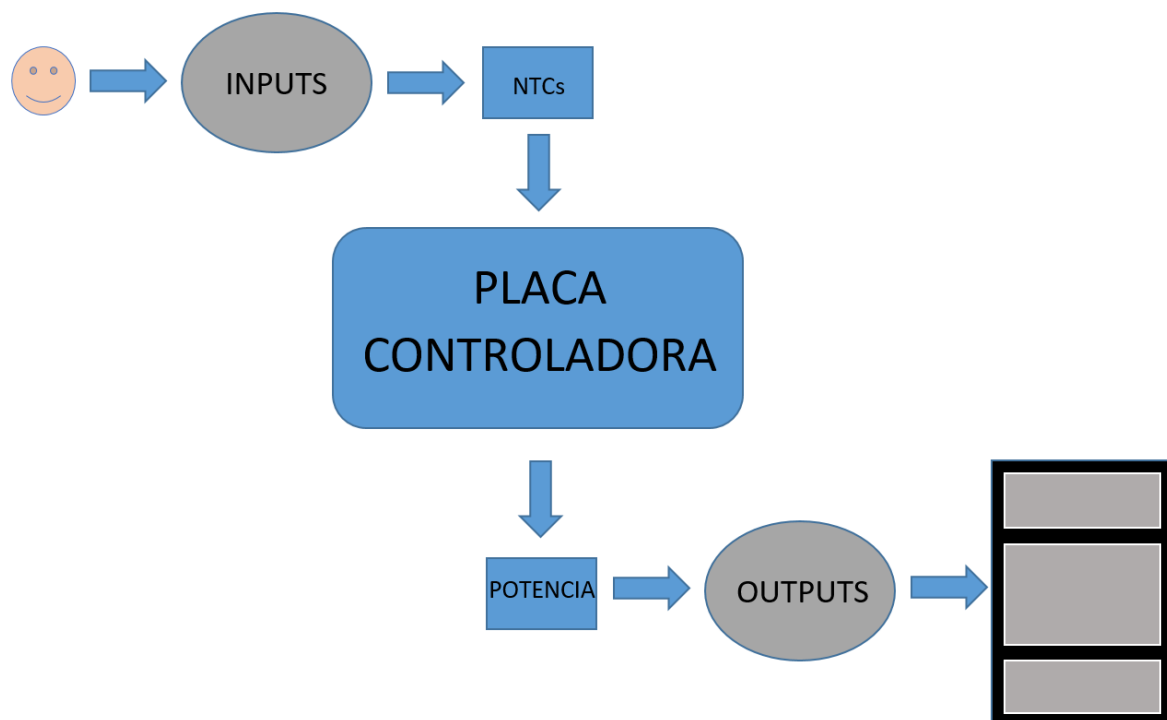 INPUTS
NTCs
PLACA
CONTROLADORA
POTENCIA
OUTPUTS